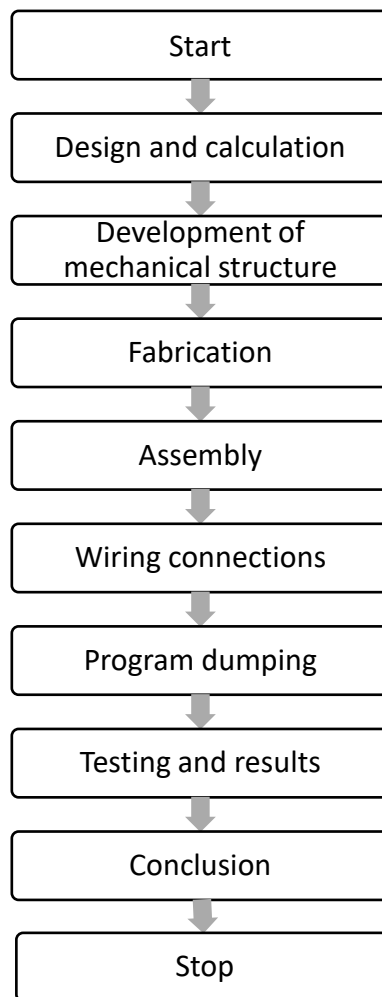 Start
Design and calculation
Development of
mechanical structure
Fabrication
Assembly
Wiring connections
Program dumping
Testing and results
Conclusion
Stop